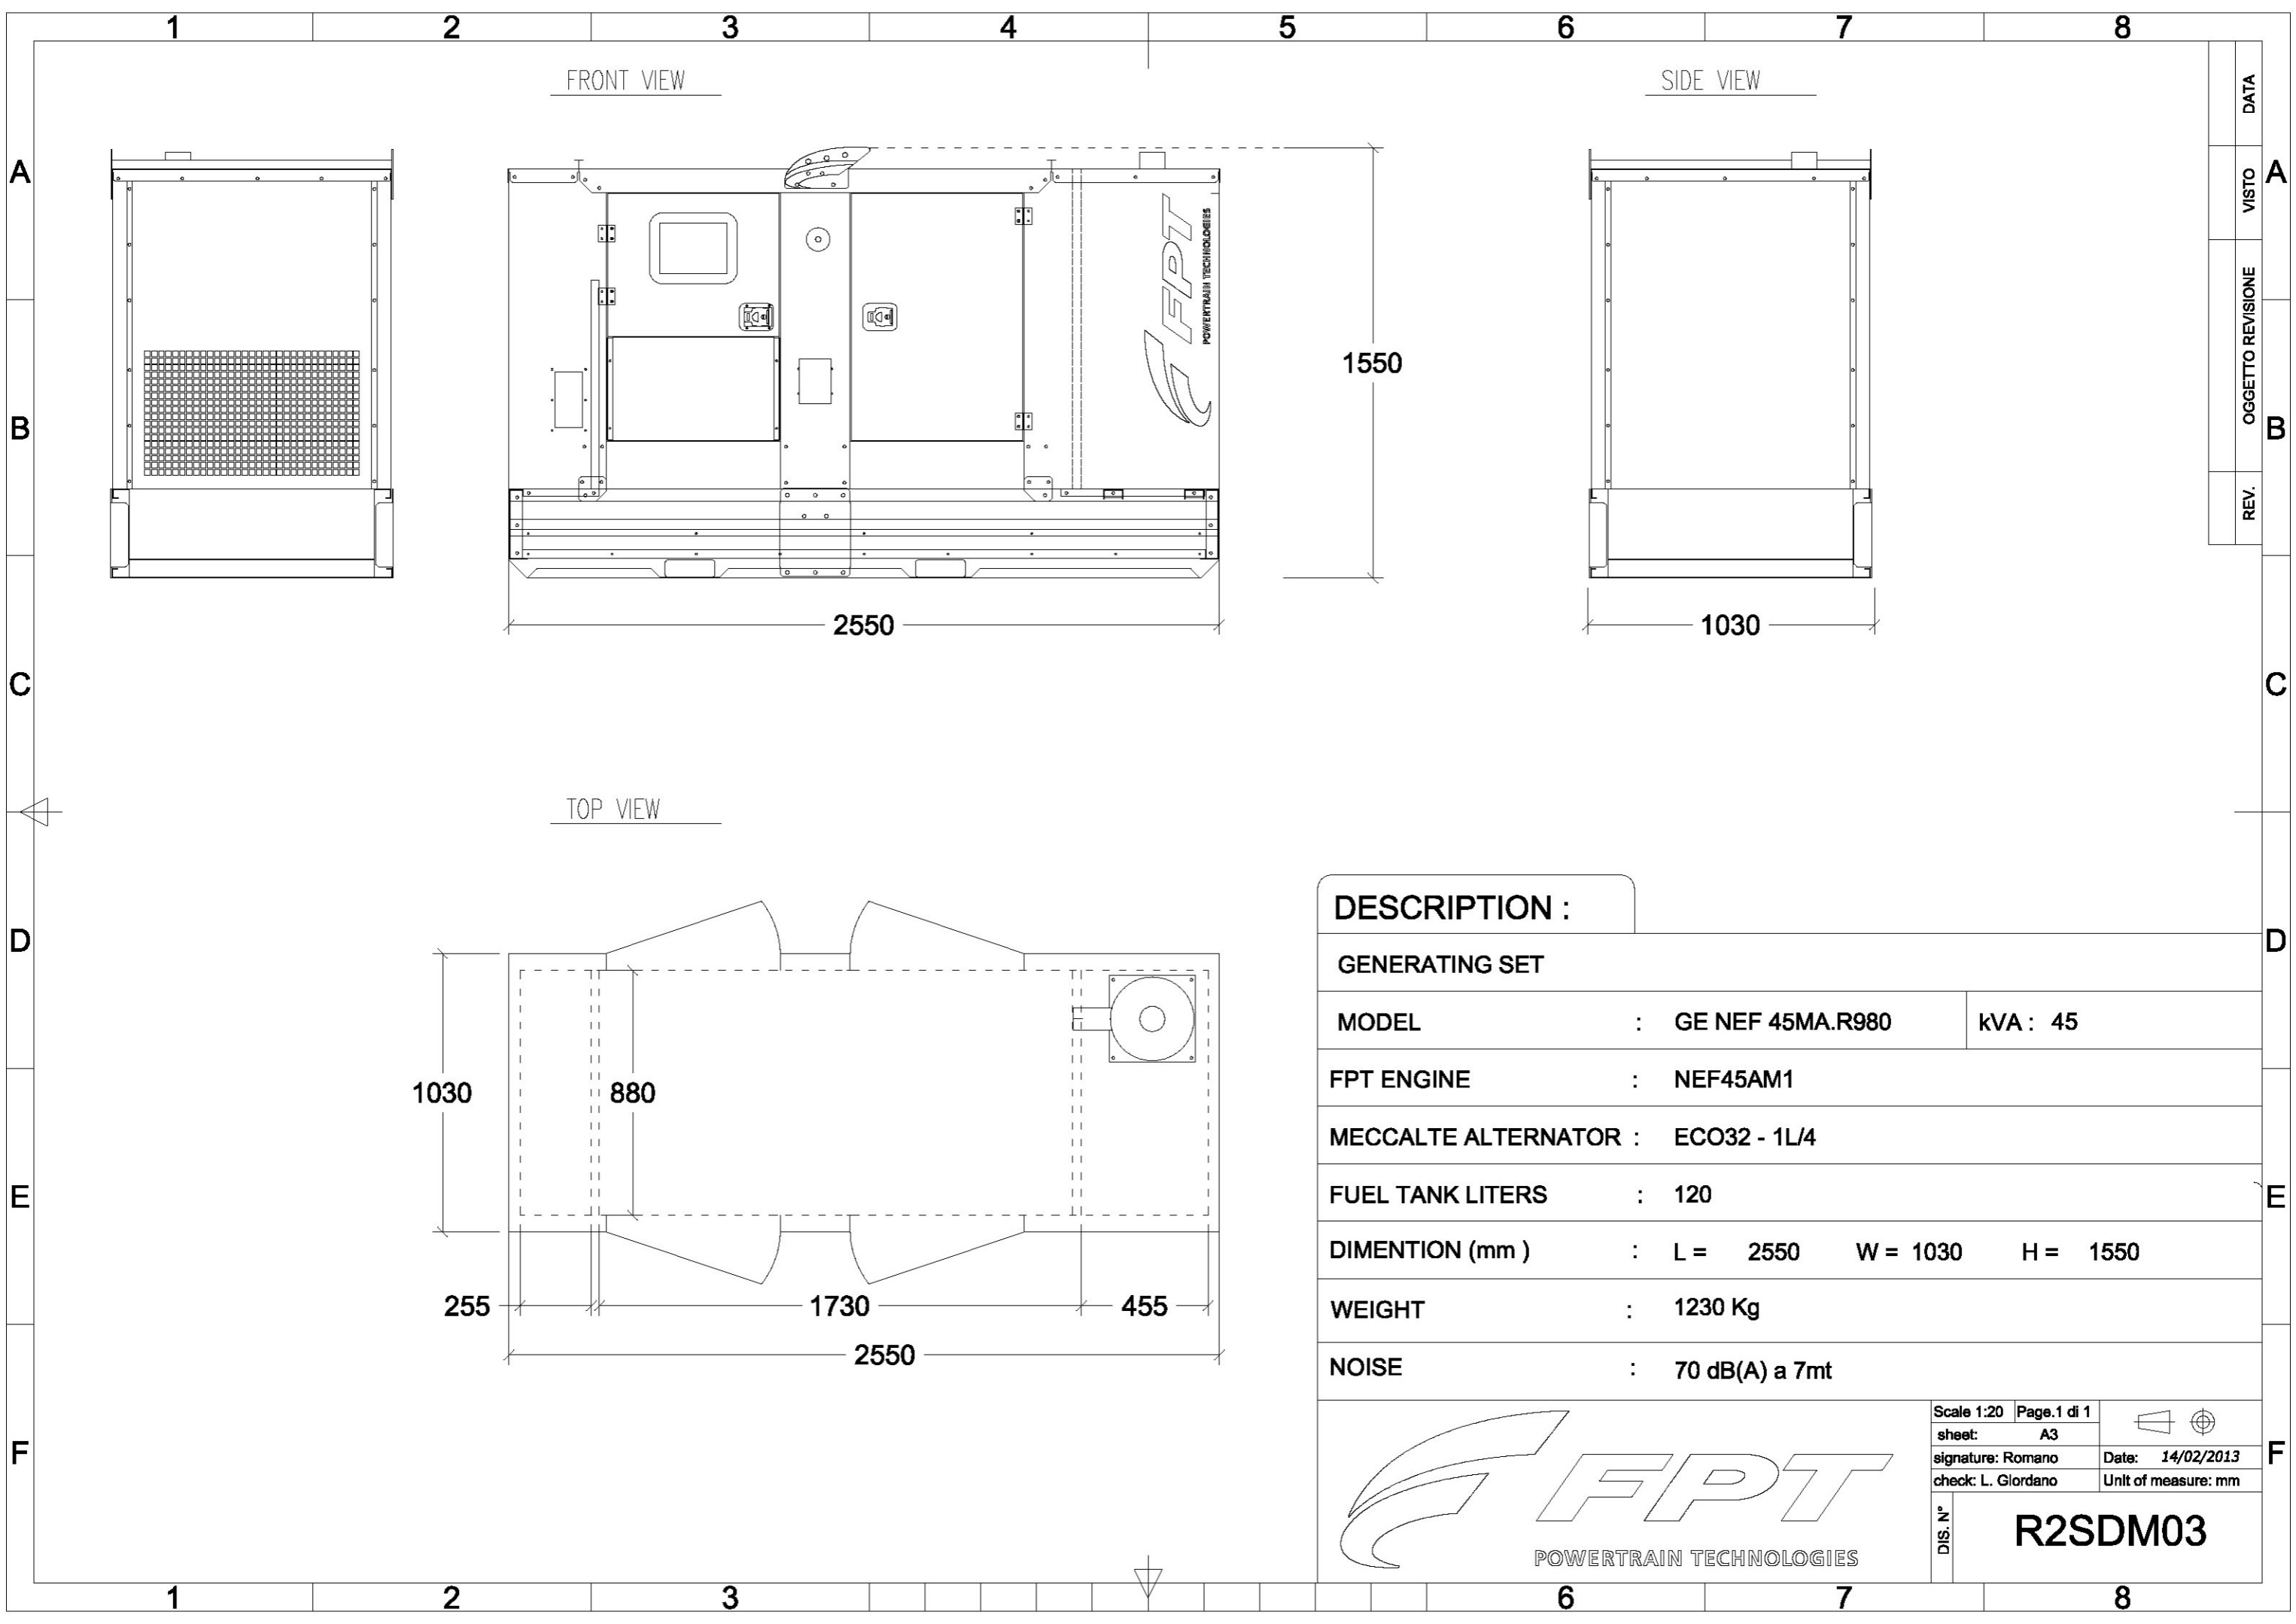 1 2 3 4 5 6 7 8
FRONT VIEW
SIDE VIEW
DATA
VISTO
OGGETTO REVISIONE
REV.
A
A
B
B
C
C
D
D
E
E
F
F
FPT
POWERTRAIN TECHNOLOGIES
1550
2550
1030
TOP VIEW
1030
880
255
1730
455
2550
DESCRIPTION :
GENERATING SET
MODEL : GE NEF 45MA.R980 kVA : 45
FPT ENGINE : NEF45AM1
MECCALTE ALTERNATOR : ECO32 - 1L/4
FUEL TANK LITERS : 120
DIMENTION (mm ) : L = 2550 W = 1030 H = 1550
WEIGHT : 1230 Kg
NOISE : 70 dB(A) a 7mt
FPT
POWERTRAIN TECHNOLOGIES
Scale 1:20 Page.1 di 1
sheet: A3
signature: Romano Date: 14/02/2013
check: L. Giordano Unit of measure: mm
DIS. N° R2SDM03
1 2 3 6 7 8